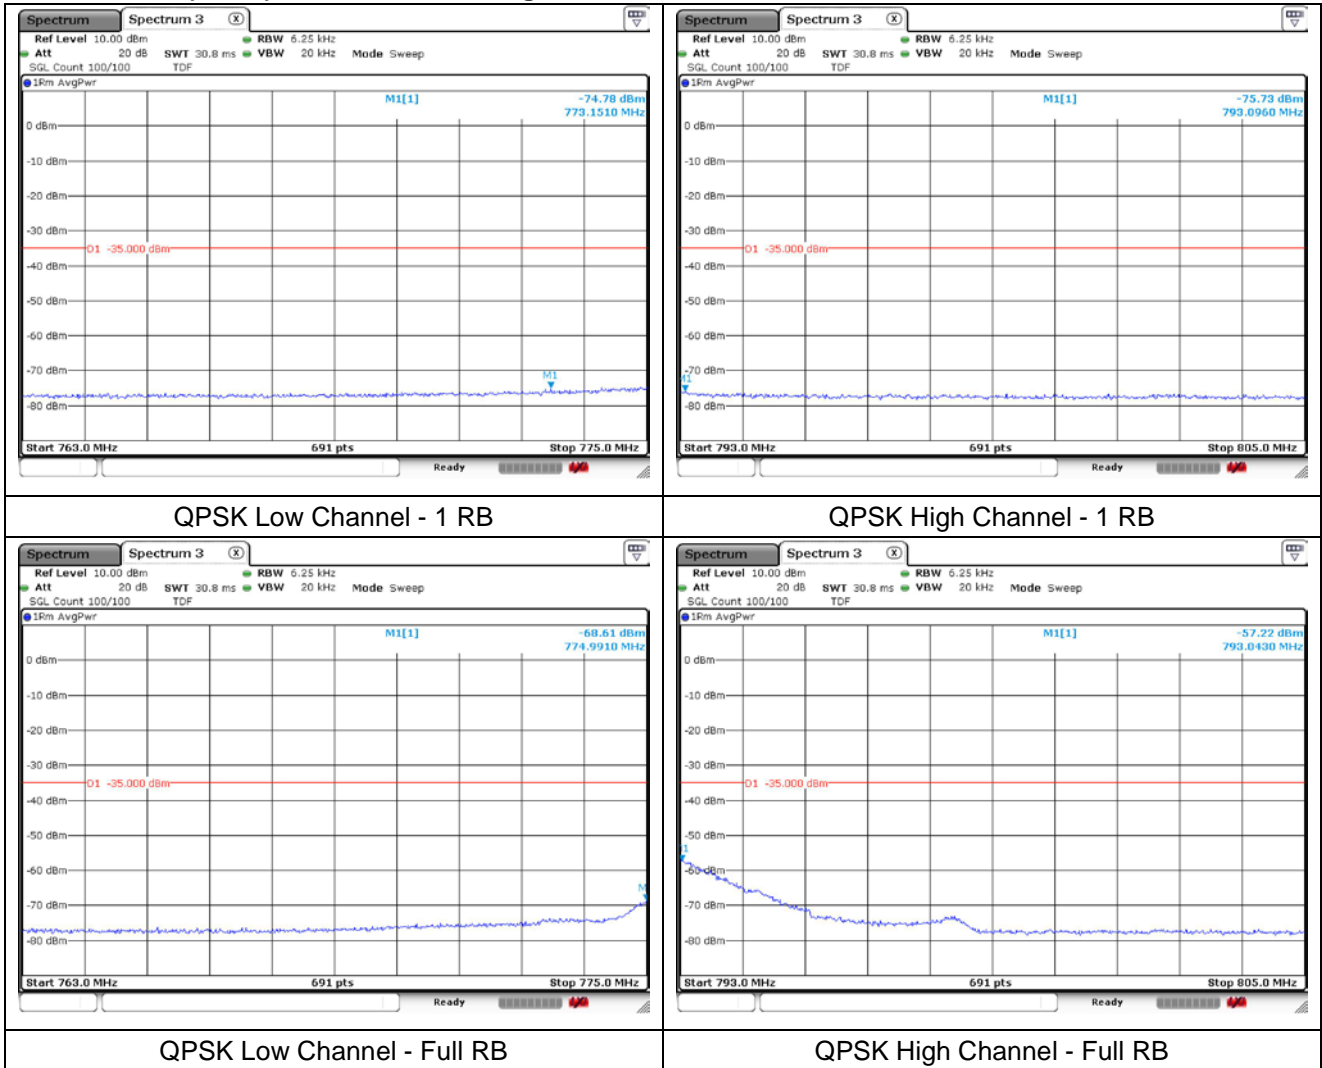 Spectrum Spectrum 3 X
Ref Level 10.00 dBm RBW 6.25 kHz
Att 20 dB SWT 30.8 ms VBW 20 kHz Mode Sweep
SGL Count 100/100 TDF
1Rm AvgPwr
M1[1] -74.78 dBm
773.1510 MHz
0 dBm
-10 dBm
-20 dBm
-30 dBm
D1 -35.000 dBm
-40 dBm
-50 dBm
-60 dBm
-70 dBm
M1
-80 dBm
Start 763.0 MHz 691 pts Stop 775.0 MHz
Ready
QPSK Low Channel - 1 RB
Spectrum Spectrum 3 X
Ref Level 10.00 dBm RBW 6.25 kHz
Att 20 dB SWT 30.8 ms VBW 20 kHz Mode Sweep
SGL Count 100/100 TDF
1Rm AvgPwr
M1[1] -75.73 dBm
793.0960 MHz
0 dBm
-10 dBm
-20 dBm
-30 dBm
D1 -35.000 dBm
-40 dBm
-50 dBm
-60 dBm
-70 dBm
M1
-80 dBm
Start 793.0 MHz 691 pts Stop 805.0 MHz
Ready
QPSK High Channel - 1 RB
Spectrum Spectrum 3 X
Ref Level 10.00 dBm RBW 6.25 kHz
Att 20 dB SWT 30.8 ms VBW 20 kHz Mode Sweep
SGL Count 100/100 TDF
1Rm AvgPwr
M1[1] -68.61 dBm
774.9910 MHz
0 dBm
-10 dBm
-20 dBm
-30 dBm
D1 -35.000 dBm
-40 dBm
-50 dBm
-60 dBm
M
-70 dBm
-80 dBm
Start 763.0 MHz 691 pts Stop 775.0 MHz
Ready
QPSK Low Channel - Full RB
Spectrum Spectrum 3 X
Ref Level 10.00 dBm RBW 6.25 kHz
Att 20 dB SWT 30.8 ms VBW 20 kHz Mode Sweep
SGL Count 100/100 TDF
1Rm AvgPwr
M1[1] -57.22 dBm
793.0430 MHz
0 dBm
-10 dBm
-20 dBm
-30 dBm
D1 -35.000 dBm
-40 dBm
-50 dBm
1
-60 dBm
-70 dBm
-80 dBm
Start 793.0 MHz 691 pts Stop 805.0 MHz
Ready
QPSK High Channel - Full RB